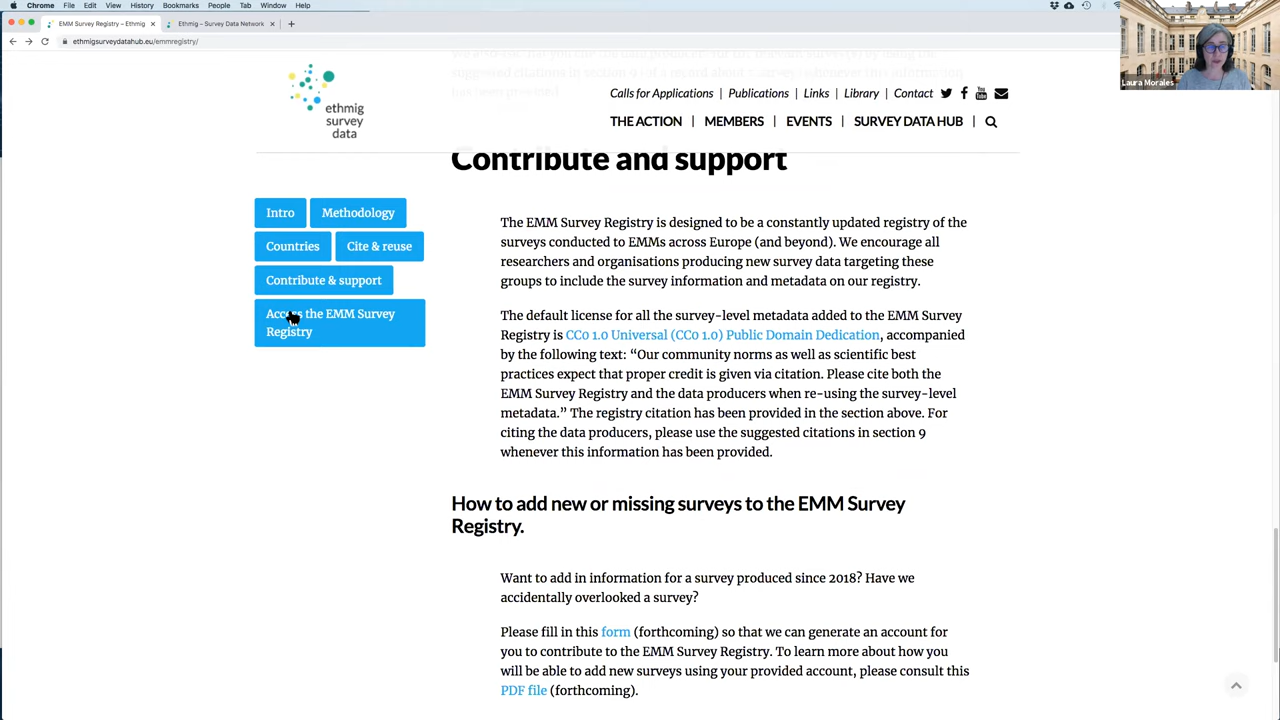 Chrome File Edit View History Bookmarks People Tab Window Help
EMM Survey Registry – Ethmig
Ethmig – Survey Data Network
ethmigsurveydatahub.eu/emmregistry/
Laura Morales
ethmig
survey
data
Calls for Applications | Publications | Links | Library | Contact
THE ACTION | MEMBERS | EVENTS | SURVEY DATA HUB |
Contribute and support
Intro
Methodology
Countries
Cite & reuse
Contribute & support
Access the EMM Survey
Registry
The EMM Survey Registry is designed to be a constantly updated registry of the
surveys conducted to EMMs across Europe (and beyond). We encourage all
researchers and organisations producing new survey data targeting these
groups to include the survey information and metadata on our registry.
The default license for all the survey-level metadata added to the EMM Survey
Registry is CC0 1.0 Universal (CC0 1.0) Public Domain Dedication, accompanied
by the following text: “Our community norms as well as scientific best
practices expect that proper credit is given via citation. Please cite both the
EMM Survey Registry and the data producers when re-using the survey-level
metadata.” The registry citation has been provided in the section above. For
citing the data producers, please use the suggested citations in section 9
whenever this information has been provided.
How to add new or missing surveys to the EMM Survey
Registry.
Want to add in information for a survey produced since 2018? Have we
accidentally overlooked a survey?
Please fill in this form (forthcoming) so that we can generate an account for
you to contribute to the EMM Survey Registry. To learn more about how you
will be able to add new surveys using your provided account, please consult this
PDF file (forthcoming).